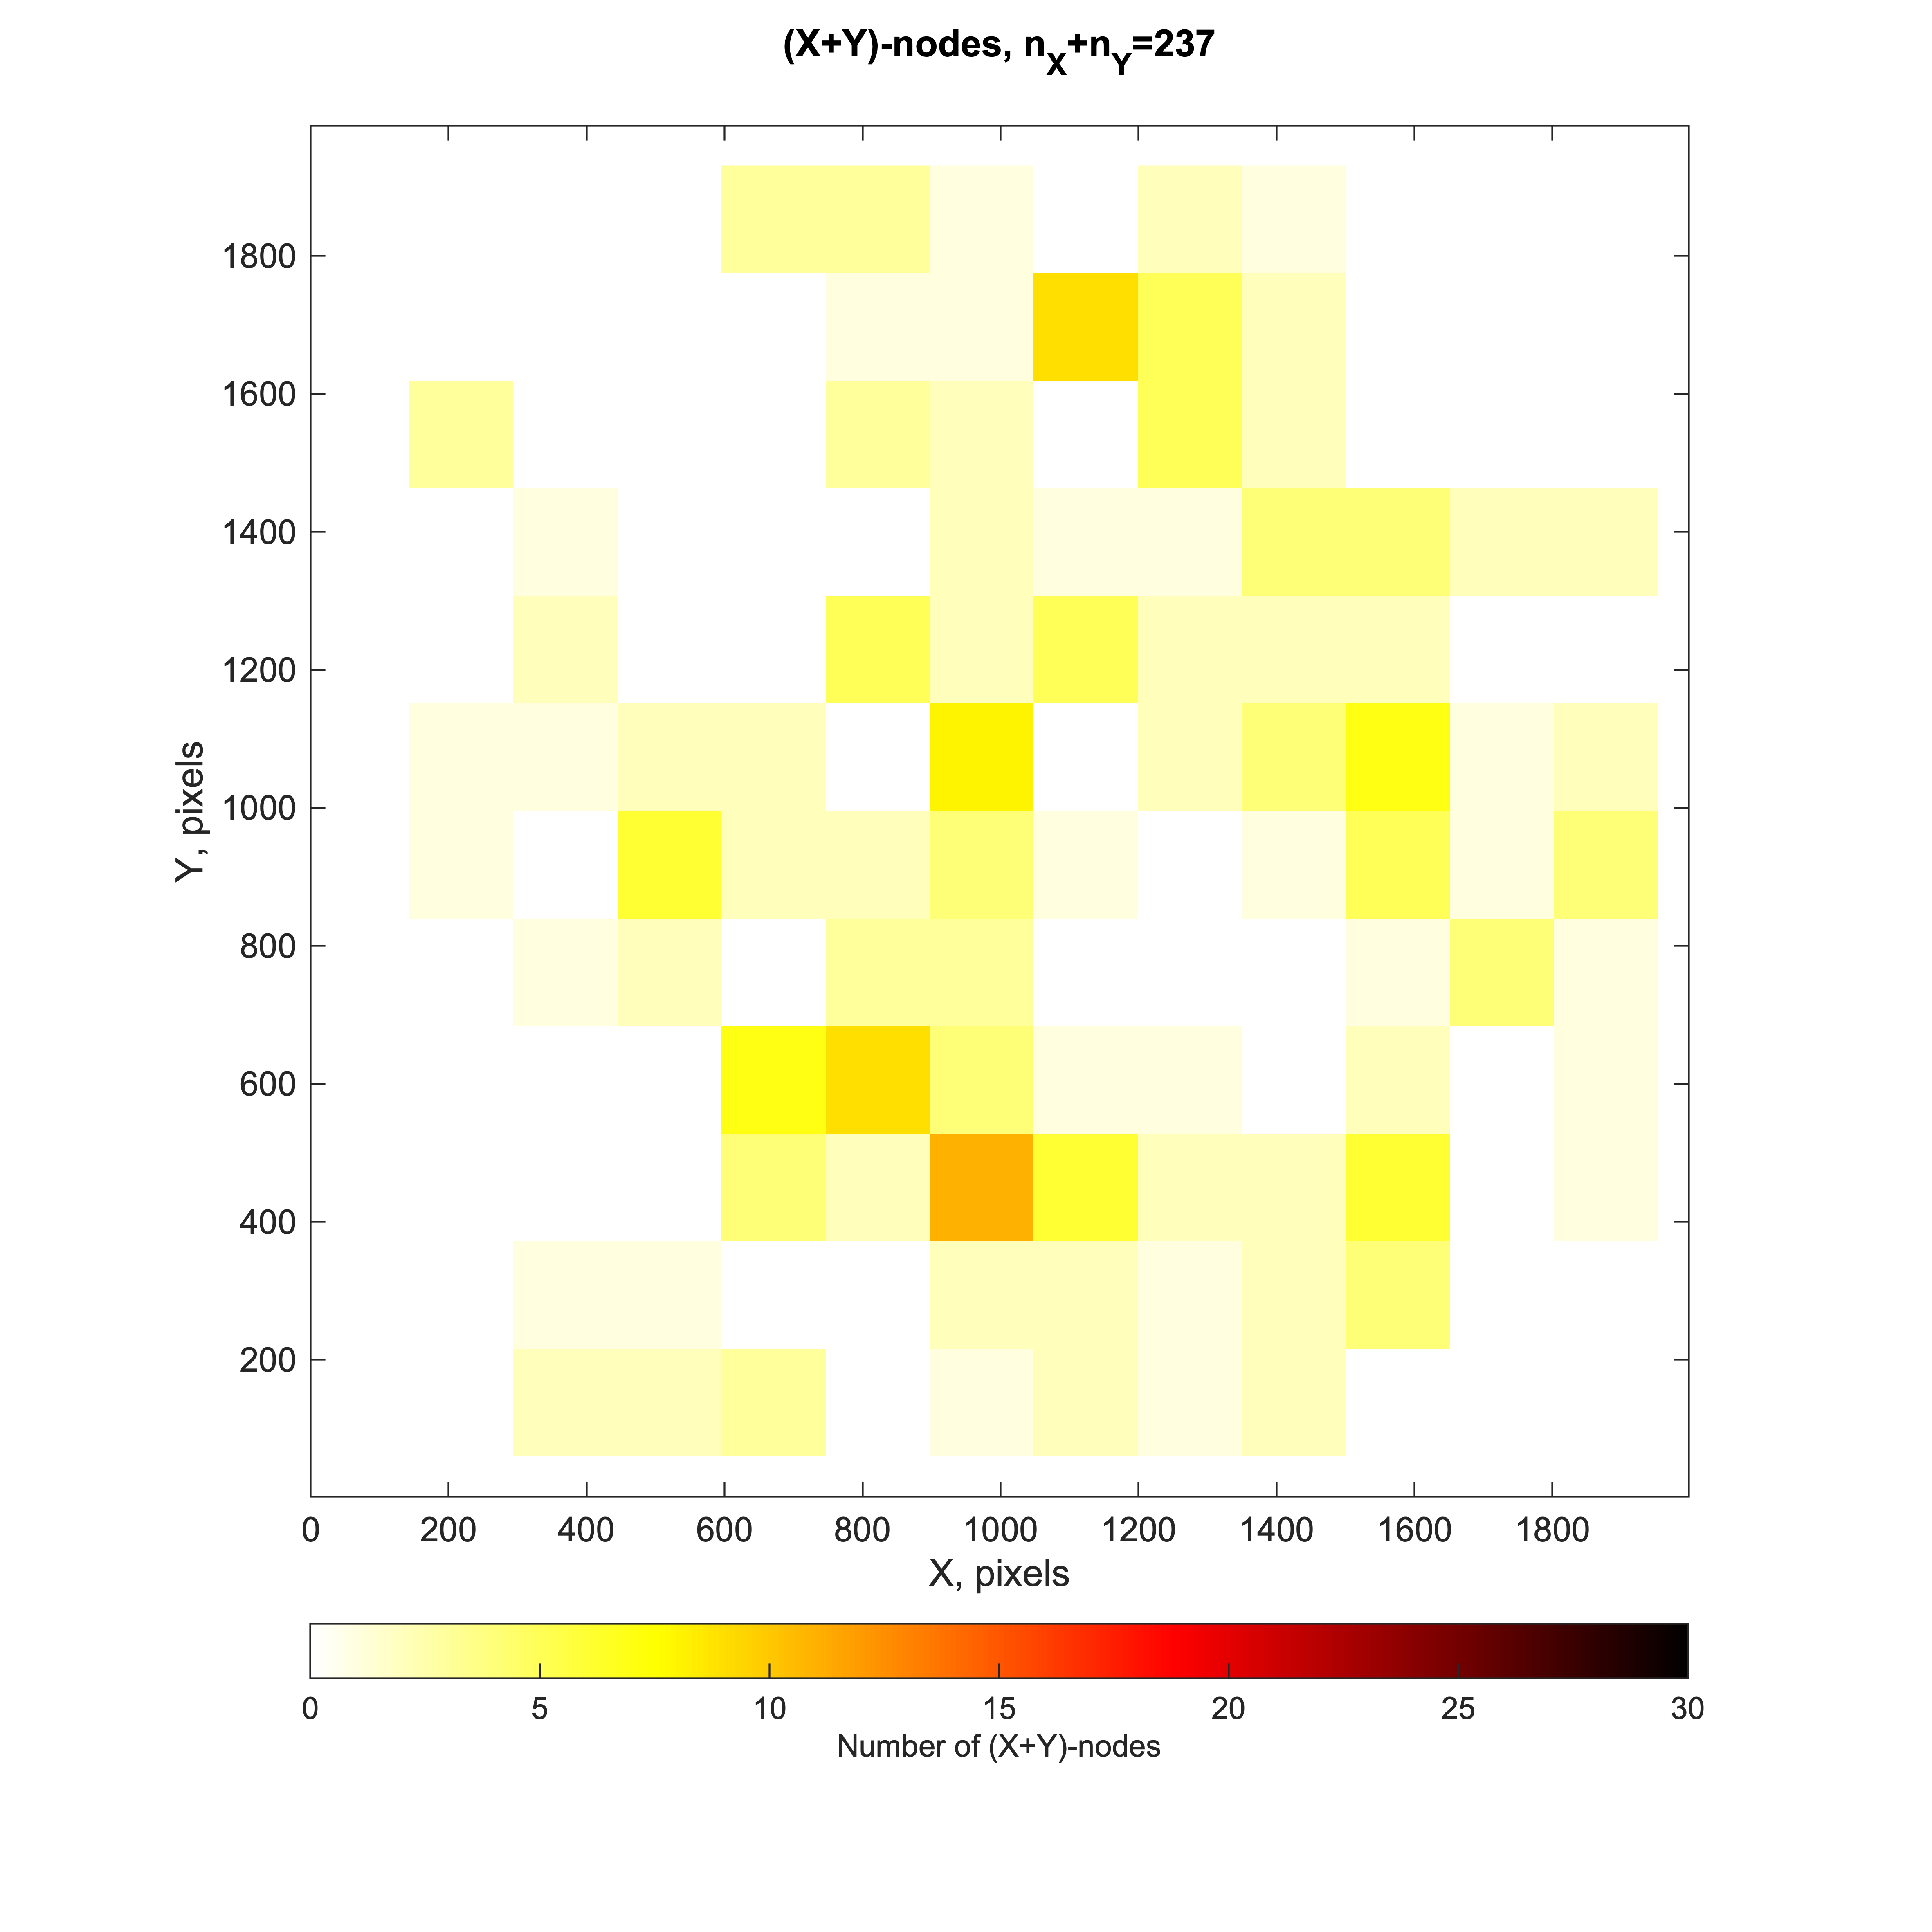 (X+Y)-nodes, nX+nY=237
1800
1600
1400
1200
1000
800
600
400
200
Y, pixels
0 200 400 600 800 1000 1200 1400 1600 1800
X, pixels
0 5 10 15 20 25 30
Number of (X+Y)-nodes